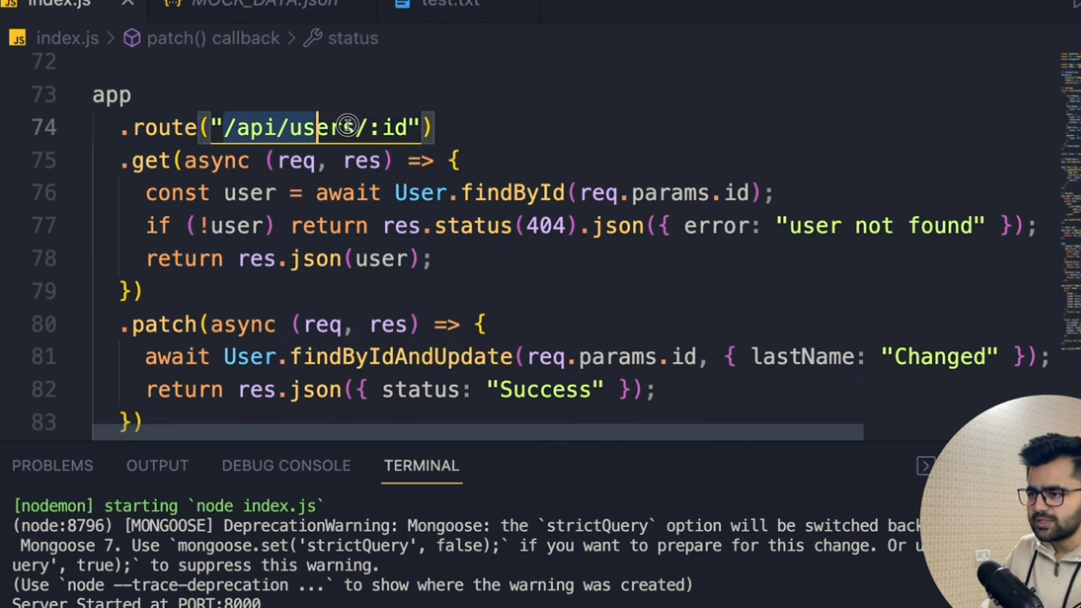 index.js
MOCK_DATA.json
test.txt
index.js > patch() callback > status
72
73 app
74 .route("/api/users/:id")
75 .get(async (req, res) => {
76 const user = await User.findById(req.params.id);
77 if (!user) return res.status(404).json({ error: "user not found" });
78 return res.json(user);
79 })
80 .patch(async (req, res) => {
81 await User.findByIdAndUpdate(req.params.id, { lastName: "Changed" });
82 return res.json({ status: "Success" });
83 })
PROBLEMS OUTPUT DEBUG CONSOLE TERMINAL
[nodemon] starting `node index.js`
(node:8796) [MONGOOSE] DeprecationWarning: Mongoose: the `strictQuery` option will be switched back
Mongoose 7. Use `mongoose.set('strictQuery', false);` if you want to prepare for this change. Or u
uery', true);` to suppress this warning.
(Use `node --trace-deprecation ...` to show where the warning was created)
Server Started at PORT:8000